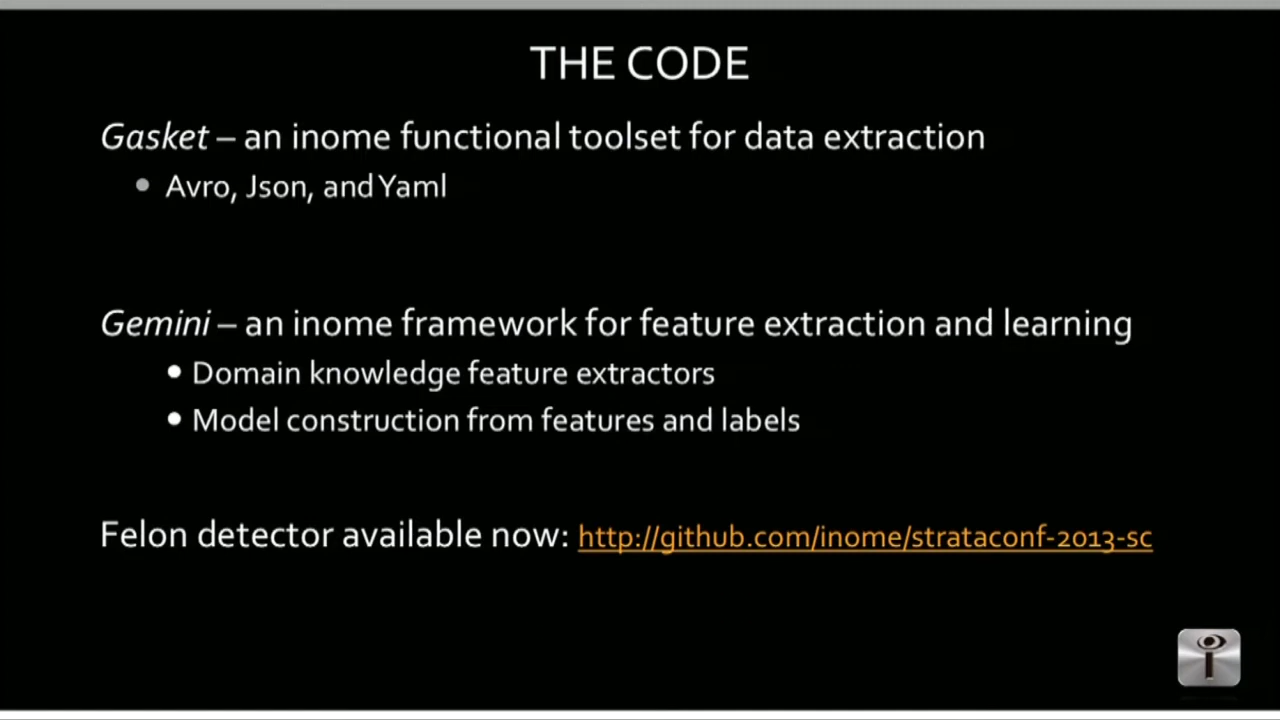 THE CODE
Gasket – an inome functional toolset for data extraction
Avro, Json, and Yaml
Gemini – an inome framework for feature extraction and learning
Domain knowledge feature extractors
Model construction from features and labels
Felon detector available now: http://github.com/inome/strataconf-2013-sc